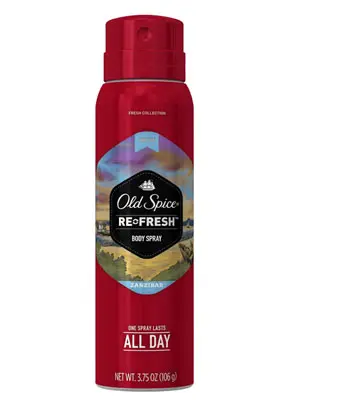 FRESH COLLECTION
Old Spice
RE FRESH™
BODY SPRAY
ZANZIBAR
ONE SPRAY LASTS
ALL DAY
NET WT. 3.75 OZ (106 g)